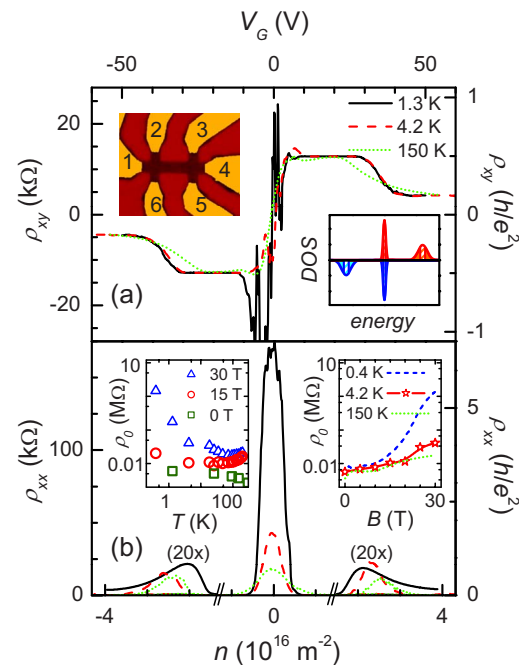 V_G (V)
-50 0 50
ρ_xy (kΩ)
20
10
0
-10
-20
1
0
-1
ρ_xy (h/e²)
1.3 K
4.2 K
150 K
1 2 3 4 5 6
DOS
energy
(a)
ρ_0 (MΩ)
10
0.01
1 100
T (K)
30 T
15 T
0 T
ρ_0 (MΩ)
10
0.01
0 30
B (T)
0.4 K
4.2 K
150 K
ρ_xx (kΩ)
100
0
5
0
ρ_xx (h/e²)
(b)
(20x)
(20x)
-4 -2 0 2 4
n (10¹⁶ m⁻²)